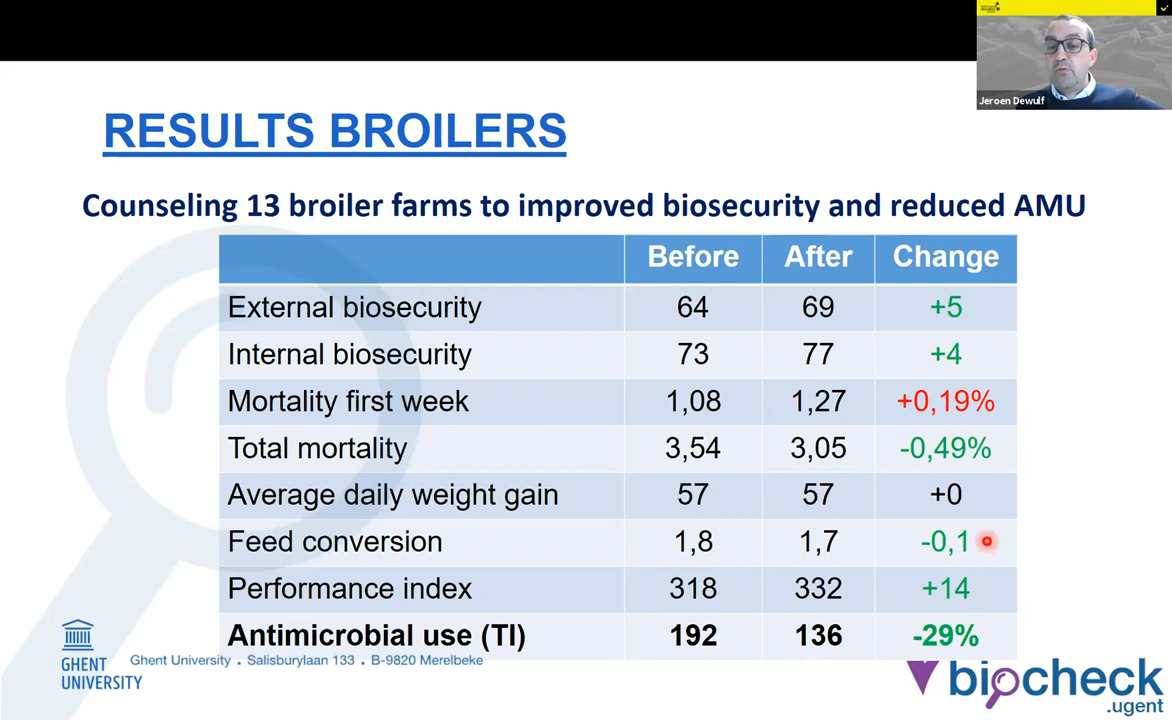 Jeroen Dewulf
RESULTS BROILERS
Counseling 13 broiler farms to improved biosecurity and reduced AMU
Before After Change
External biosecurity 64 69 +5
Internal biosecurity 73 77 +4
Mortality first week 1,08 1,27 +0,19%
Total mortality 3,54 3,05 -0,49%
Average daily weight gain 57 57 +0
Feed conversion 1,8 1,7 -0,1
Performance index 318 332 +14
Antimicrobial use (TI) 192 136 -29%
GHENT
UNIVERSITY
Ghent University . Salisburylaan 133 . B-9820 Merelbeke
biocheck
.ugent